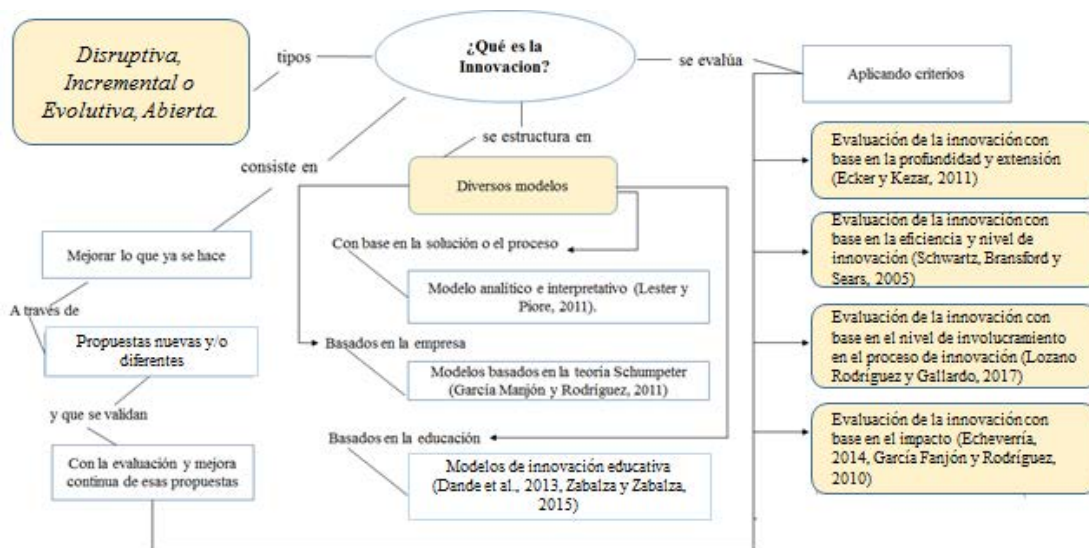 ¿Qué es la
Innovacion?
tipos
Disruptiva,
Incremental o
Evolutiva, Abierta.
consiste en
Mejorar lo que ya se hace
A través de
Propuestas nuevas y/o
diferentes
y que se validan
Con la evaluación y mejora
continua de esas propuestas
se estructura en
Diversos modelos
Con base en la solución o el proceso
Modelo analítico e interpretativo (Lester y
Piore, 2011).
Basados en la empresa
Modelos basados en la teoría Schumpeter
(García Manjón y Rodríguez, 2011)
Basados en la educación
Modelos de innovación educativa
(Dande et al., 2013, Zabalza y Zabalza,
2015)
se evalúa
Aplicando criterios
Evaluación de la innovación con
base en la profundidad y extensión
(Ecker y Kezar, 2011)
Evaluación de la innovación con
base en la eficiencia y nivel de
innovación (Schwartz, Bransford y
Sears, 2005)
Evaluación de la innovación con
base en el nivel de involucramiento
en el proceso de innovación (Lozano
Rodríguez y Gallardo, 2017)
Evaluación de la innovación con
base en el impacto (Echeverría,
2014, García Fanjón y Rodríguez,
2010)